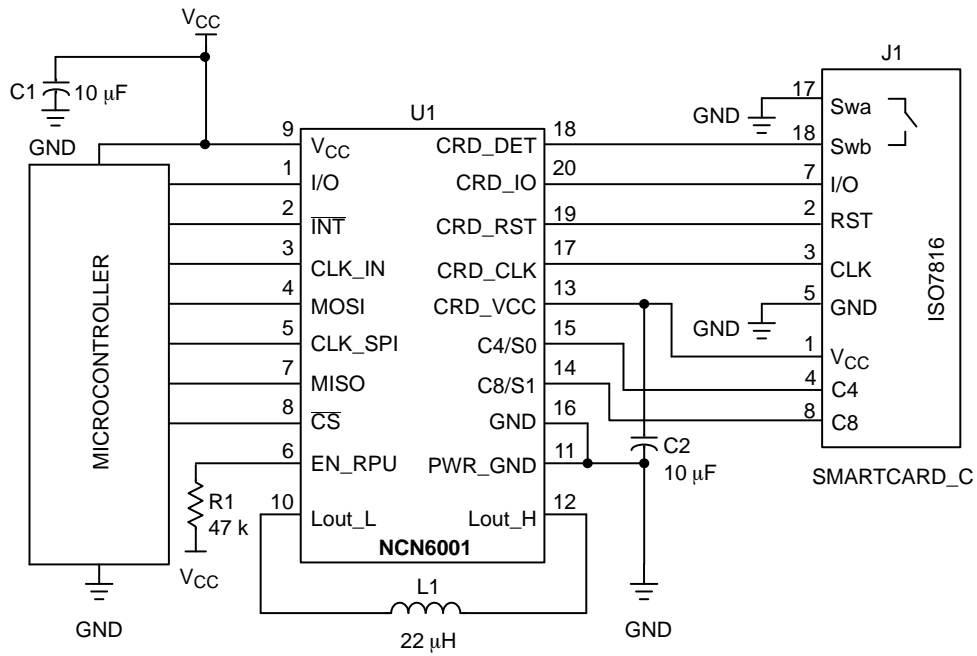 V_CC
C1
10 μF
GND
MICROCONTROLLER
GND
U1
9
V_CC
1
I/O
2
INT
3
CLK_IN
4
MOSI
5
CLK_SPI
7
MISO
8
CS
6
EN_RPU
R1
47 k
V_CC
10
Lout_L
CRD_DET
18
CRD_IO
20
CRD_RST
19
CRD_CLK
17
CRD_VCC
13
C4/S0
15
C8/S1
14
GND
16
PWR_GND
11
Lout_H
12
NCN6001
L1
22 μH
C2
10 μF
GND
J1
GND
17
Swa
18
Swb
7
I/O
2
RST
3
CLK
GND
5
GND
1
V_CC
4
C4
8
C8
ISO7816
SMARTCARD_C